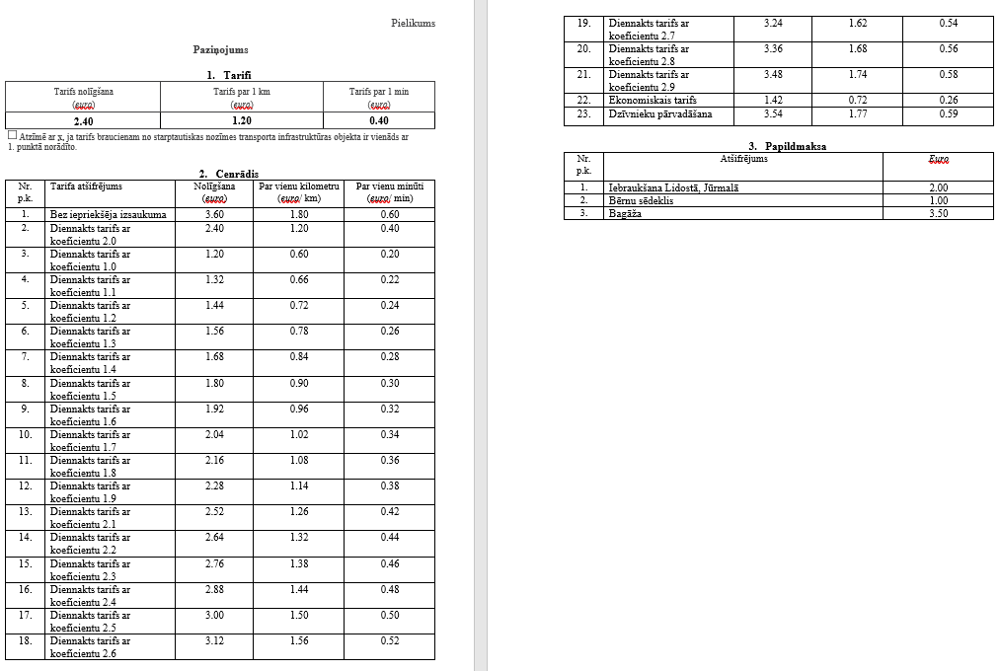 Pielikums
Paziņojums
1. Tarifi
Tarifs nolīgšana Tarifs par 1 km Tarifs par 1 min
(euro) (euro) (euro)
2.40 1.20 0.40
☐ Atzīmē ar x, ja tarifs braucienam no starptautiskas nozīmes transporta infrastruktūras objekta ir vienāds ar
1. punktā norādīto.
2. Cenrādis
Nr. Tarifa atšifrējums Nolīgšana Par vienu kilometru Par vienu minūti
p.k. (euro) (euro/ km) (euro/ min)
1. Bez iepriekšēja izsaukuma 3.60 1.80 0.60
2. Diennakts tarifs ar 2.40 1.20 0.40
koeficientu 2.0
3. Diennakts tarifs ar 1.20 0.60 0.20
koeficientu 1.0
4. Diennakts tarifs ar 1.32 0.66 0.22
koeficientu 1.1
5. Diennakts tarifs ar 1.44 0.72 0.24
koeficientu 1.2
6. Diennakts tarifs ar 1.56 0.78 0.26
koeficientu 1.3
7. Diennakts tarifs ar 1.68 0.84 0.28
koeficientu 1.4
8. Diennakts tarifs ar 1.80 0.90 0.30
koeficientu 1.5
9. Diennakts tarifs ar 1.92 0.96 0.32
koeficientu 1.6
10. Diennakts tarifs ar 2.04 1.02 0.34
koeficientu 1.7
11. Diennakts tarifs ar 2.16 1.08 0.36
koeficientu 1.8
12. Diennakts tarifs ar 2.28 1.14 0.38
koeficientu 1.9
13. Diennakts tarifs ar 2.52 1.26 0.42
koeficientu 2.1
14. Diennakts tarifs ar 2.64 1.32 0.44
koeficientu 2.2
15. Diennakts tarifs ar 2.76 1.38 0.46
koeficientu 2.3
16. Diennakts tarifs ar 2.88 1.44 0.48
koeficientu 2.4
17. Diennakts tarifs ar 3.00 1.50 0.50
koeficientu 2.5
18. Diennakts tarifs ar 3.12 1.56 0.52
koeficientu 2.6
19. Diennakts tarifs ar 3.24 1.62 0.54
koeficientu 2.7
20. Diennakts tarifs ar 3.36 1.68 0.56
koeficientu 2.8
21. Diennakts tarifs ar 3.48 1.74 0.58
koeficientu 2.9
22. Ekonomiskais tarifs 1.42 0.72 0.26
23. Dzīvnieku pārvadāšana 3.54 1.77 0.59
3. Papildmaksa
Nr. Atšifrējums Euro
p.k.
1. Iebraukšana Lidostā, Jūrmalā 2.00
2. Bērnu sēdeklis 1.00
3. Bagāža 3.50